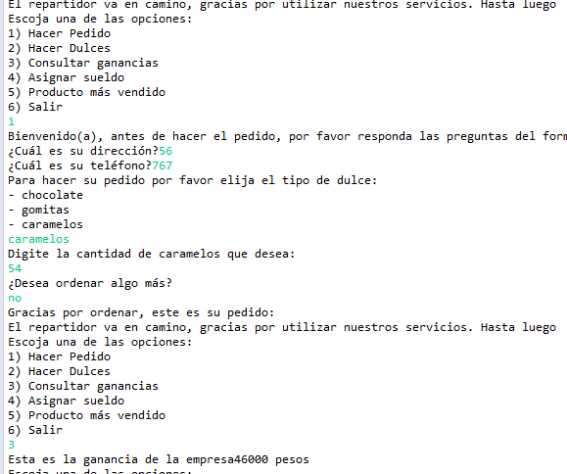 El repartidor va en camino, gracias por utilizar nuestros servicios. Hasta luego
Escoja una de las opciones:
1) Hacer Pedido
2) Hacer Dulces
3) Consultar ganancias
4) Asignar sueldo
5) Producto más vendido
6) Salir
1
Bienvenido(a), antes de hacer el pedido, por favor responda las preguntas del form
¿Cuál es su dirección?56
¿Cuál es su teléfono?767
Para hacer su pedido por favor elija el tipo de dulce:
- chocolate
- gomitas
- caramelos
caramelos
Digite la cantidad de caramelos que desea:
54
¿Desea ordenar algo más?
no
Gracias por ordenar, este es su pedido:
El repartidor va en camino, gracias por utilizar nuestros servicios. Hasta luego
Escoja una de las opciones:
1) Hacer Pedido
2) Hacer Dulces
3) Consultar ganancias
4) Asignar sueldo
5) Producto más vendido
6) Salir
3
Esta es la ganancia de la empresa46000 pesos
Escoja una de las opciones: